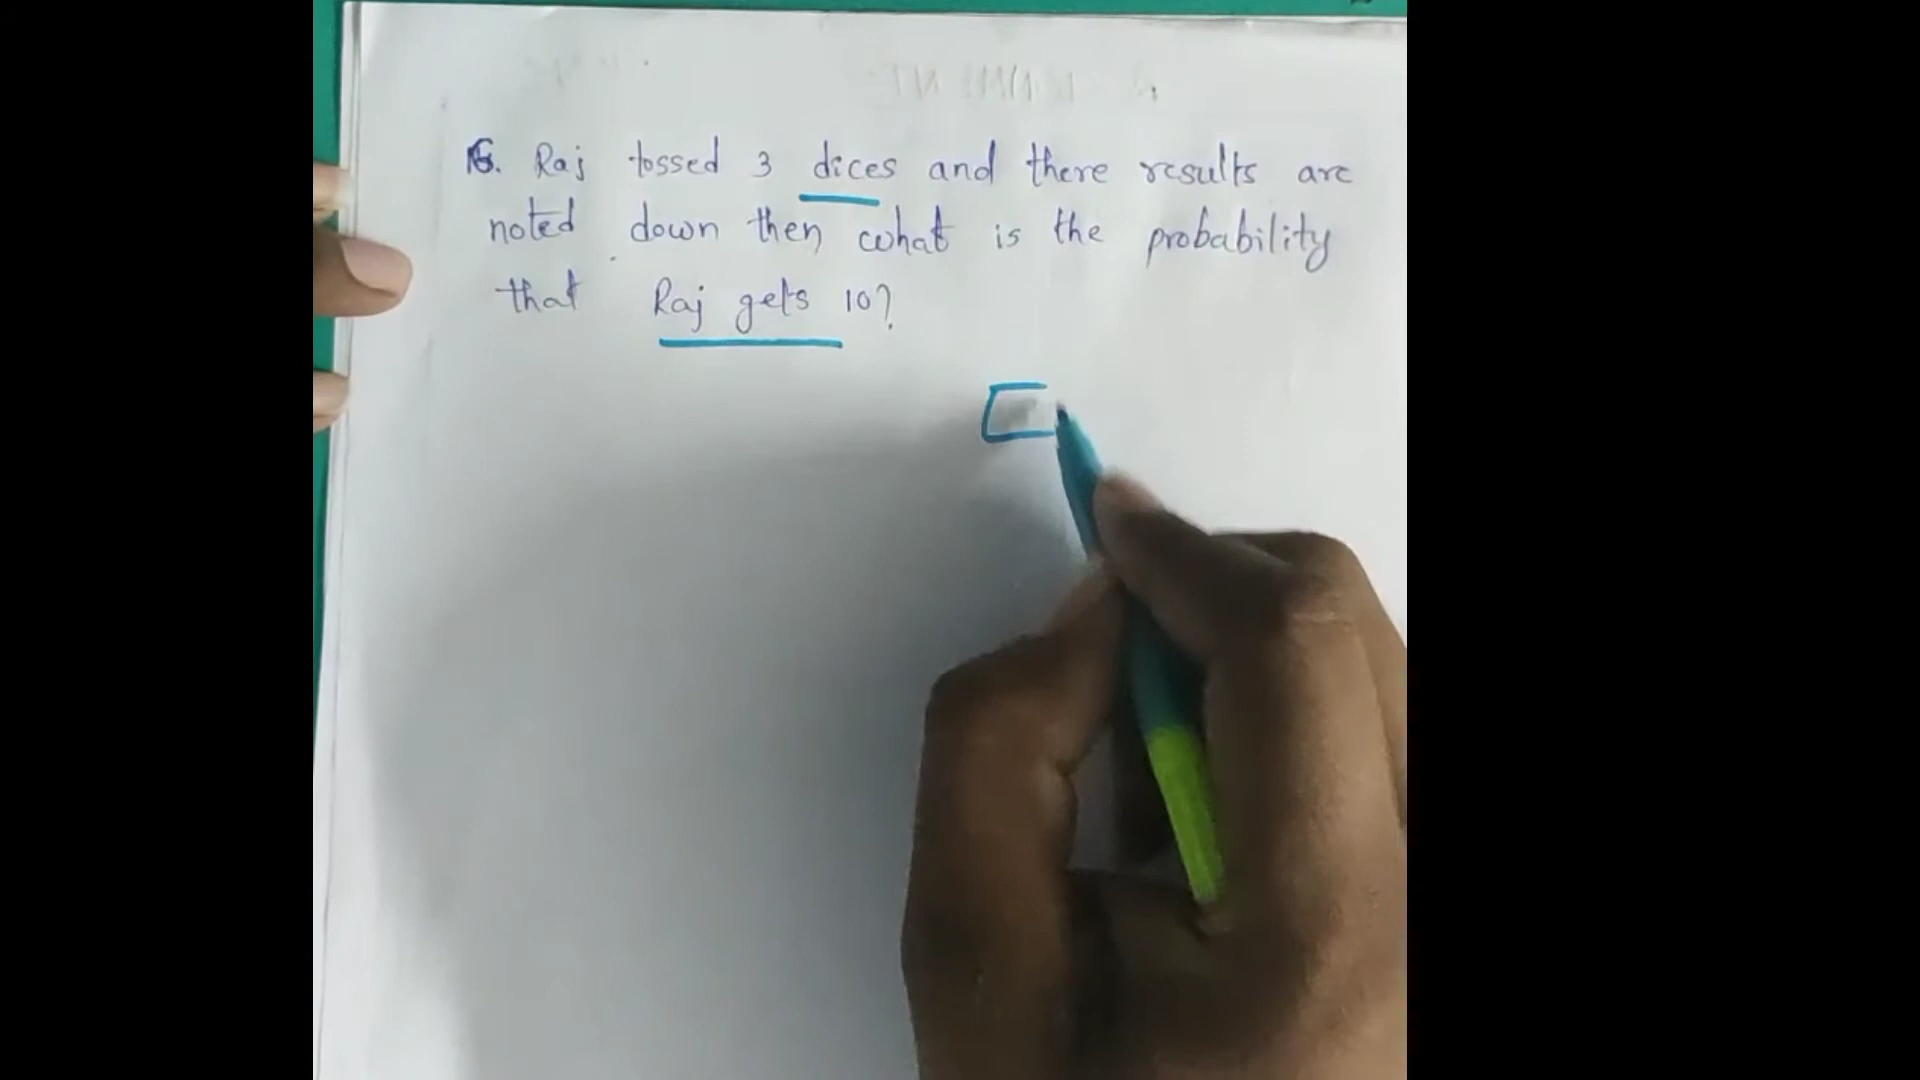 6. Raj tossed 3 dices and there results are
noted down then what is the probability
that Raj gets 10?